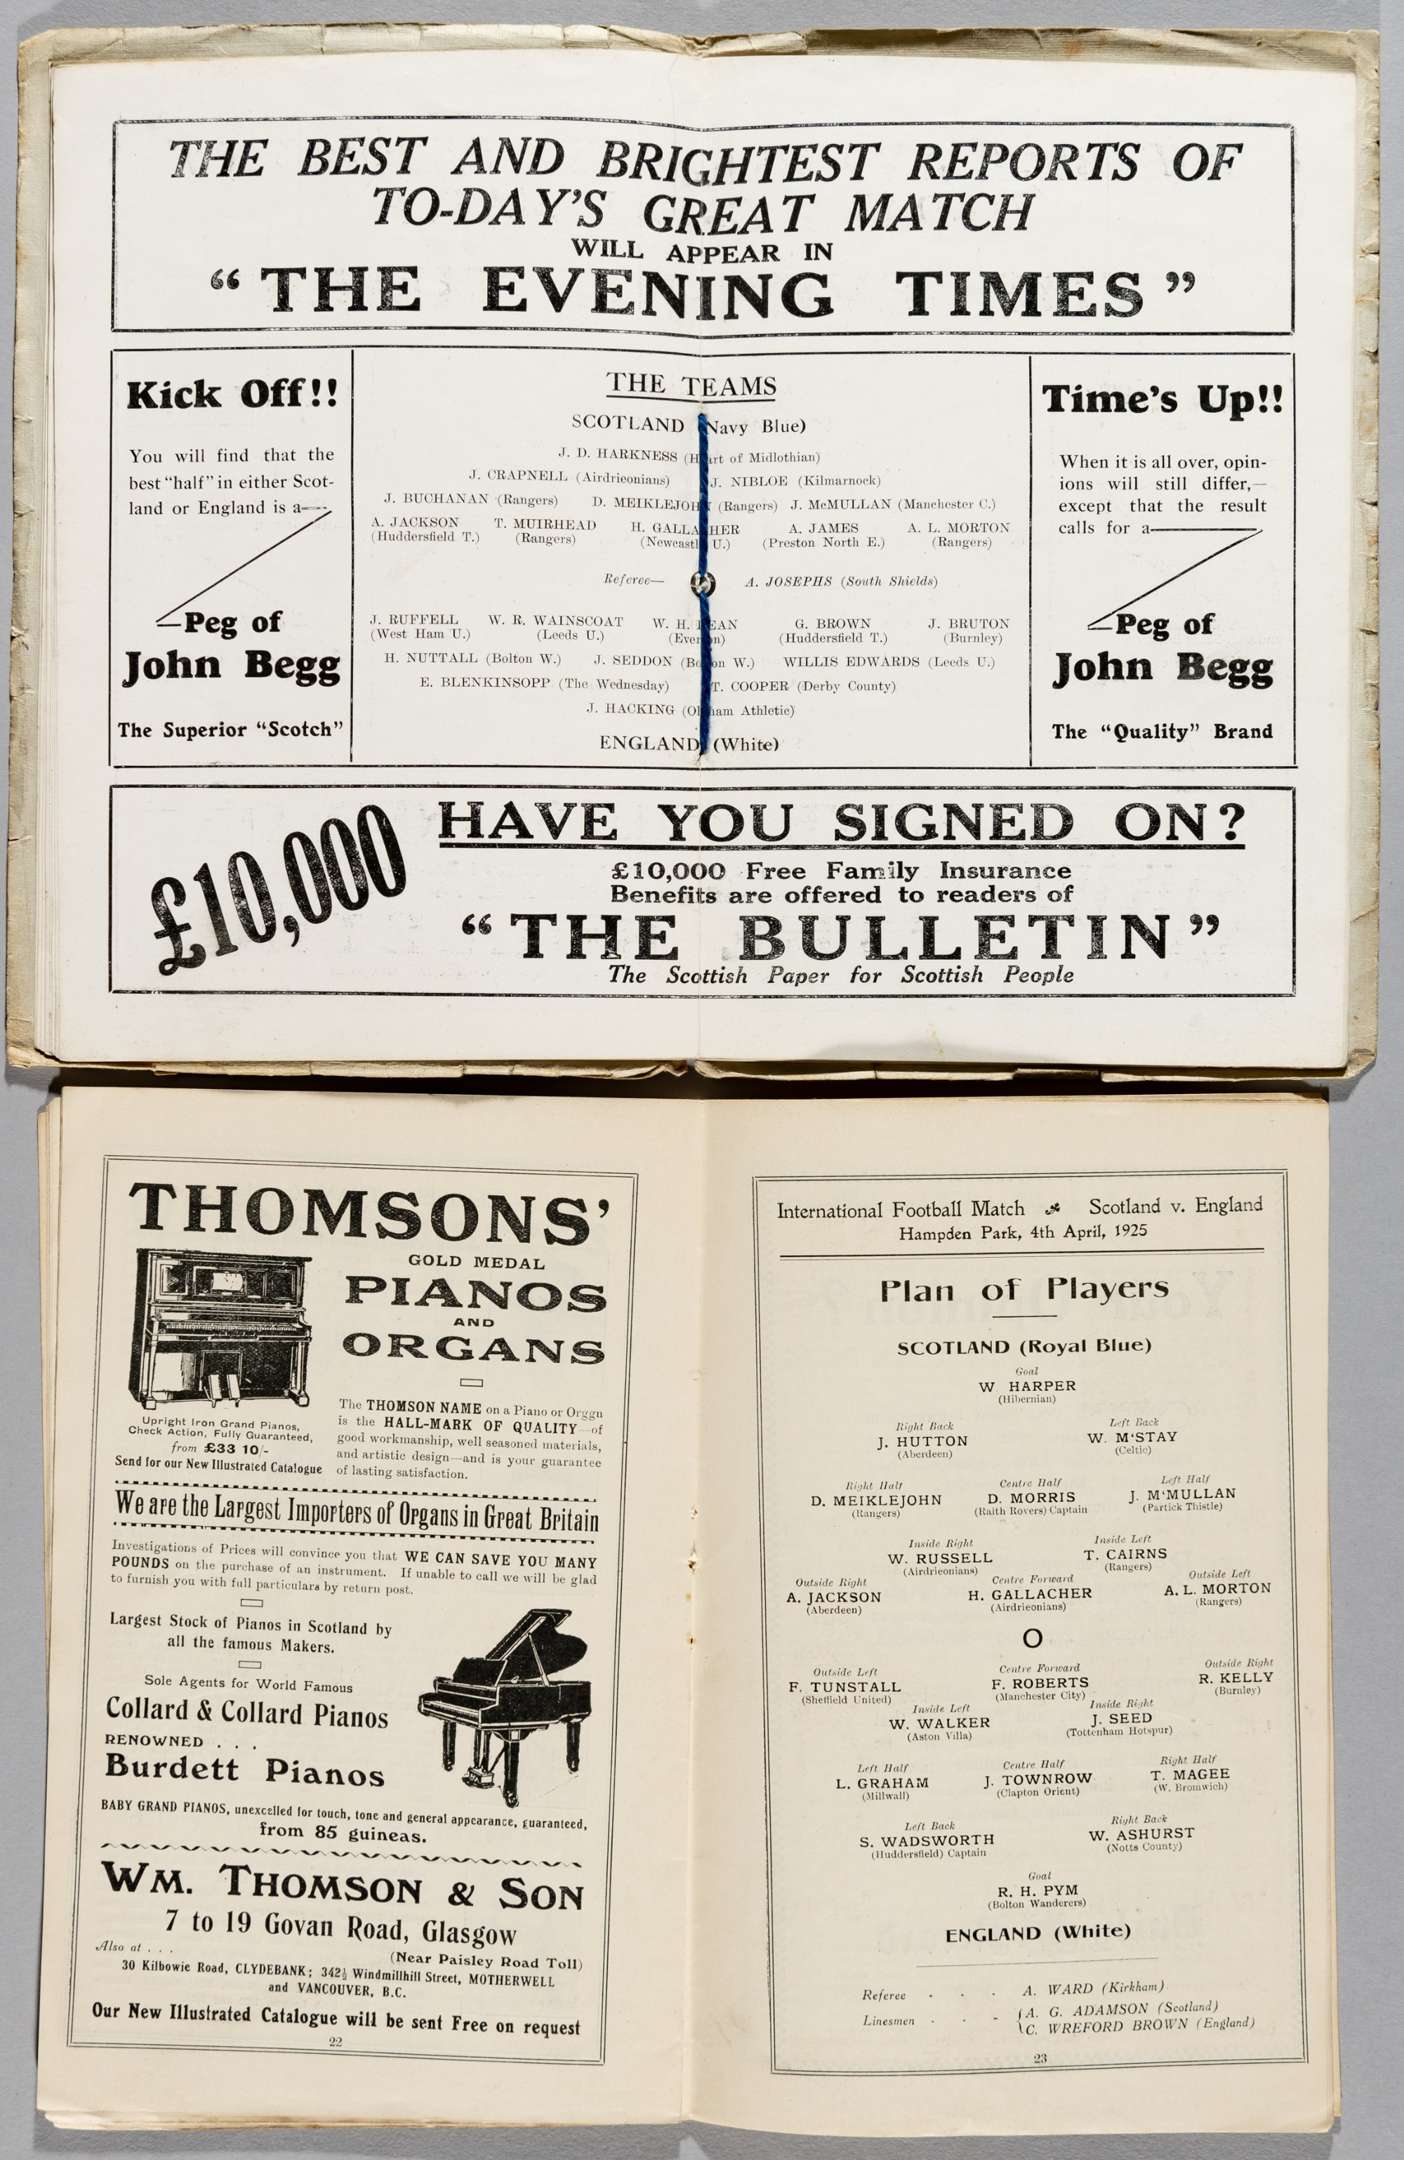 THE BEST AND BRIGHTEST REPORTS OF
TO-DAY'S GREAT MATCH
WILL APPEAR IN
"THE EVENING TIMES"
Kick Off!!
You will find that the
best "half" in either Scot-
land or England is a—
Peg of
John Begg
The Superior "Scotch"
THE TEAMS
SCOTLAND (Navy Blue)
J. D. HARKNESS (Heart of Midlothian)
J. CRAPNELL (Airdrieonians) J. NIBLOE (Kilmarnock)
J. BUCHANAN (Rangers) D. MEIKLEJOHN (Rangers) J. McMULLAN (Manchester C.)
A. JACKSON T. MUIRHEAD H. GALLACHER A. JAMES A. L. MORTON
(Huddersfield T.) (Rangers) (Newcastle U.) (Preston North E.) (Rangers)
Referee— A. JOSEPHS (South Shields)
J. RUFFELL W. R. WAINSCOAT W. H. DEAN G. BROWN J. BRUTON
(West Ham U.) (Leeds U.) (Everton) (Huddersfield T.) (Burnley)
H. NUTTALL (Bolton W.) J. SEDDON (Bolton W.) WILLIS EDWARDS (Leeds U.)
E. BLENKINSOPP (The Wednesday) T. COOPER (Derby County)
J. HACKING (Oldham Athletic)
ENGLAND (White)
Time's Up!!
When it is all over, opin-
ions will still differ,—
except that the result
calls for a—
Peg of
John Begg
The "Quality" Brand
£10,000
HAVE YOU SIGNED ON?
£10,000 Free Family Insurance
Benefits are offered to readers of
"THE BULLETIN"
The Scottish Paper for Scottish People
THOMSONS'
GOLD MEDAL
PIANOS
AND
ORGANS
Upright Iron Grand Pianos,
Check Action, Fully Guaranteed,
from £33 10/-
Send for our New Illustrated Catalogue
The THOMSON NAME on a Piano or Orggn
is the HALL-MARK OF QUALITY—of
good workmanship, well seasoned materials,
and artistic design—and is your guarantee
of lasting satisfaction.
We are the Largest Importers of Organs in Great Britain
Investigations of Prices will convince you that WE CAN SAVE YOU MANY
POUNDS on the purchase of an instrument. If unable to call we will be glad
to furnish you with full particulars by return post.
Largest Stock of Pianos in Scotland by
all the famous Makers.
Sole Agents for World Famous
Collard & Collard Pianos
RENOWNED . . .
Burdett Pianos
BABY GRAND PIANOS, unexcelled for touch, tone and general appearance, guaranteed,
from 85 guineas.
WM. THOMSON & SON
7 to 19 Govan Road, Glasgow
(Near Paisley Road Toll)
Also at . . .
30 Kilbowie Road, CLYDEBANK; 342½ Windmillhill Street, MOTHERWELL
and VANCOUVER, B.C.
Our New Illustrated Catalogue will be sent Free on request
22
International Football Match Scotland v. England
Hampden Park, 4th April, 1925
Plan of Players
SCOTLAND (Royal Blue)
Goal
W HARPER
(Hibernian)
Right Back Left Back
J. HUTTON W. M'STAY
(Aberdeen) (Celtic)
Right Half Centre Half Left Half
D. MEIKLEJOHN D. MORRIS J. M'MULLAN
(Rangers) (Raith Rovers) Captain (Partick Thistle)
Inside Right Inside Left
W. RUSSELL T. CAIRNS
(Airdrieonians) (Rangers)
Outside Right Centre Forward Outside Left
A. JACKSON H. GALLACHER A. L. MORTON
(Aberdeen) (Airdrieonians) (Rangers)
O
Outside Left Centre Forward Outside Right
F. TUNSTALL F. ROBERTS R. KELLY
(Sheffield United) (Manchester City) (Burnley)
Inside Left Inside Right
W. WALKER J. SEED
(Aston Villa) (Tottenham Hotspur)
Left Half Centre Half Right Half
L. GRAHAM J. TOWNROW T. MAGEE
(Millwall) (Clapton Orient) (W. Bromwich)
Left Back Right Back
S. WADSWORTH W. ASHURST
(Huddersfield) Captain (Notts County)
Goal
R. H. PYM
(Bolton Wanderers)
ENGLAND (White)
Referee - - - A. WARD (Kirkham)
Linesmen - - - { A. G. ADAMSON (Scotland)
C. WREFORD BROWN (England)
23